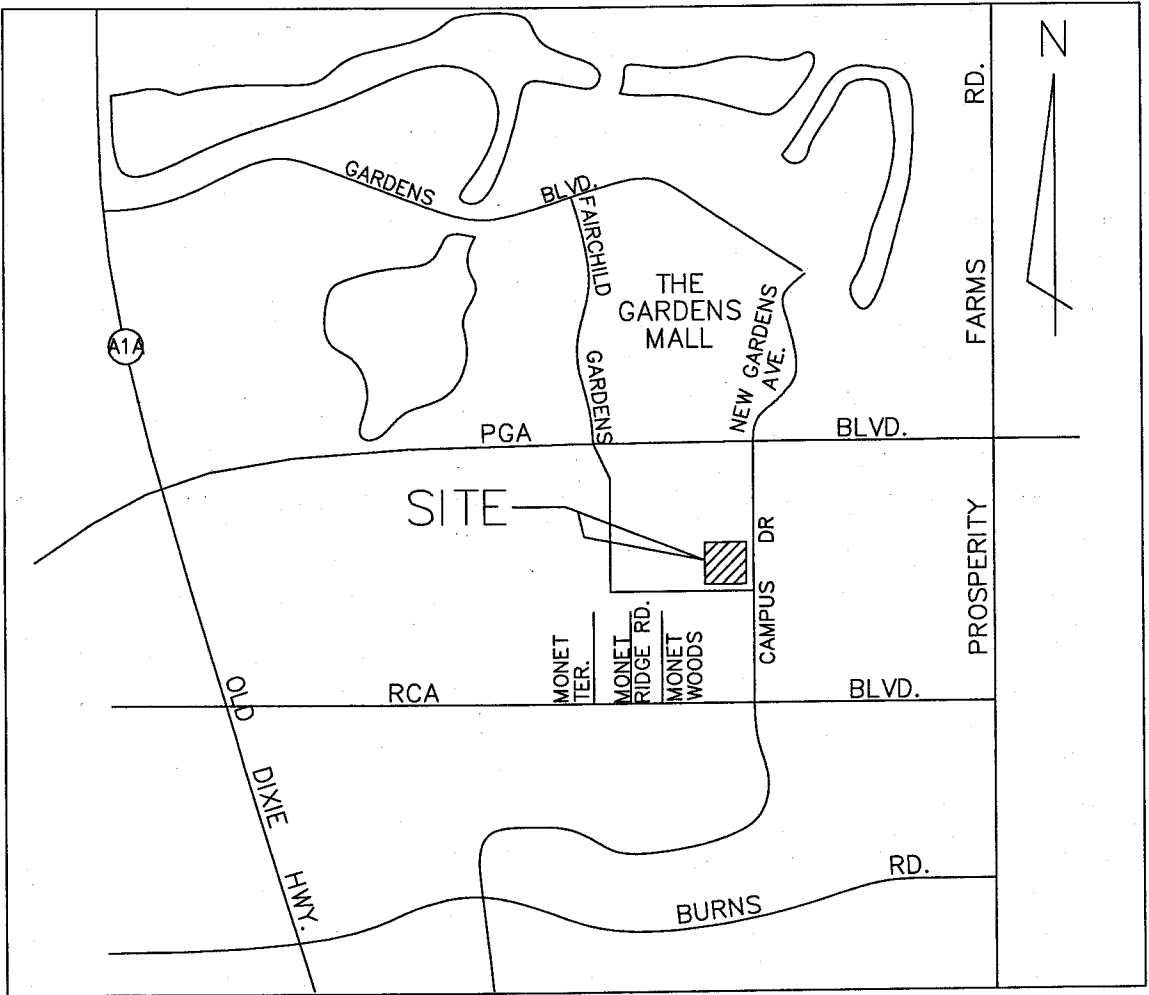 N
RD.
FARMS
PROSPERITY
GARDENS
BLVD.
FAIRCHILD
GARDENS
THE
GARDENS
MALL
NEW GARDENS
AVE.
A1A
PGA
BLVD.
SITE
CAMPUS DR
MONET
TER.
MONET
RIDGE RD.
MONET
WOODS
RCA
BLVD.
OLD DIXIE HWY.
BURNS
RD.